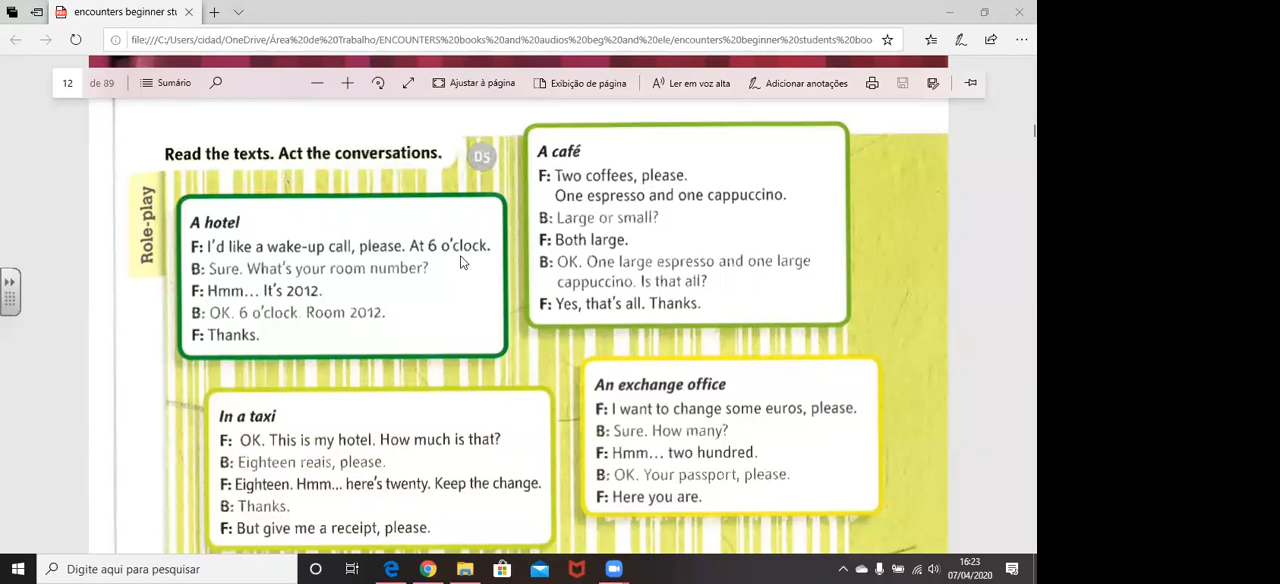 encounters beginner stu
file:///C:/Users/cidad/OneDrive/Área%20de%20Trabalho/ENCOUNTERS%20books%20and%20audios%20beg%20and%20ele/encounters%20beginner%20students%20boo
12 de 89 Sumário Ajustar à página Exibição de página Ler em voz alta Adicionar anotações
Read the texts. Act the conversations. D5
Role-play
A hotel
F: I'd like a wake-up call, please. At 6 o'clock.
B: Sure. What's your room number?
F: Hmm... It's 2012.
B: OK. 6 o'clock. Room 2012.
F: Thanks.
A café
F: Two coffees, please.
One espresso and one cappuccino.
B: Large or small?
F: Both large.
B: OK. One large espresso and one large
cappuccino. Is that all?
F: Yes, that's all. Thanks.
In a taxi
F: OK. This is my hotel. How much is that?
B: Eighteen reais, please.
F: Eighteen. Hmm... here's twenty. Keep the change.
B: Thanks.
F: But give me a receipt, please.
An exchange office
F: I want to change some euros, please.
B: Sure. How many?
F: Hmm... two hundred.
B: OK. Your passport, please.
F: Here you are.
Digite aqui para pesquisar
16:23
07/04/2020